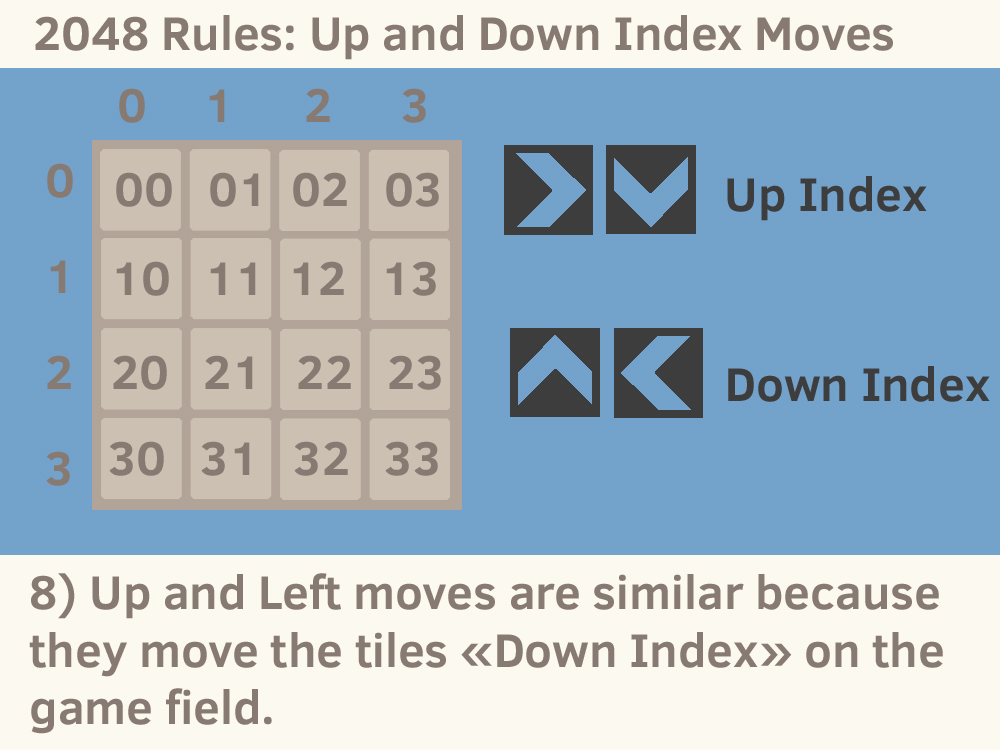 2048 Rules: Up and Down Index Moves
0 1 2 3
0 00 01 02 03
1 10 11 12 13
2 20 21 22 23
3 30 31 32 33
Up Index
Down Index
8) Up and Left moves are similar because
they move the tiles «Down Index» on the
game field.